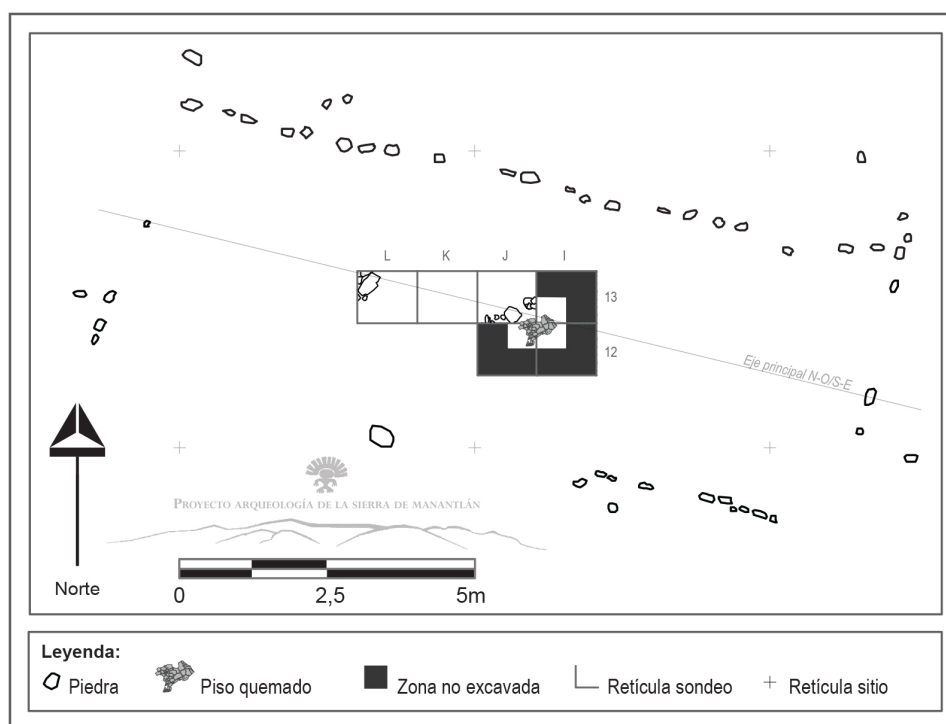 L K J I
13
12
Eje principal N-O/S-E
PROYECTO ARQUEOLOGÍA DE LA SIERRA DE MANANTLÁN
Norte
0 2,5 5m
Leyenda:
Piedra Piso quemado Zona no excavada Retícula sondeo Retícula sitio